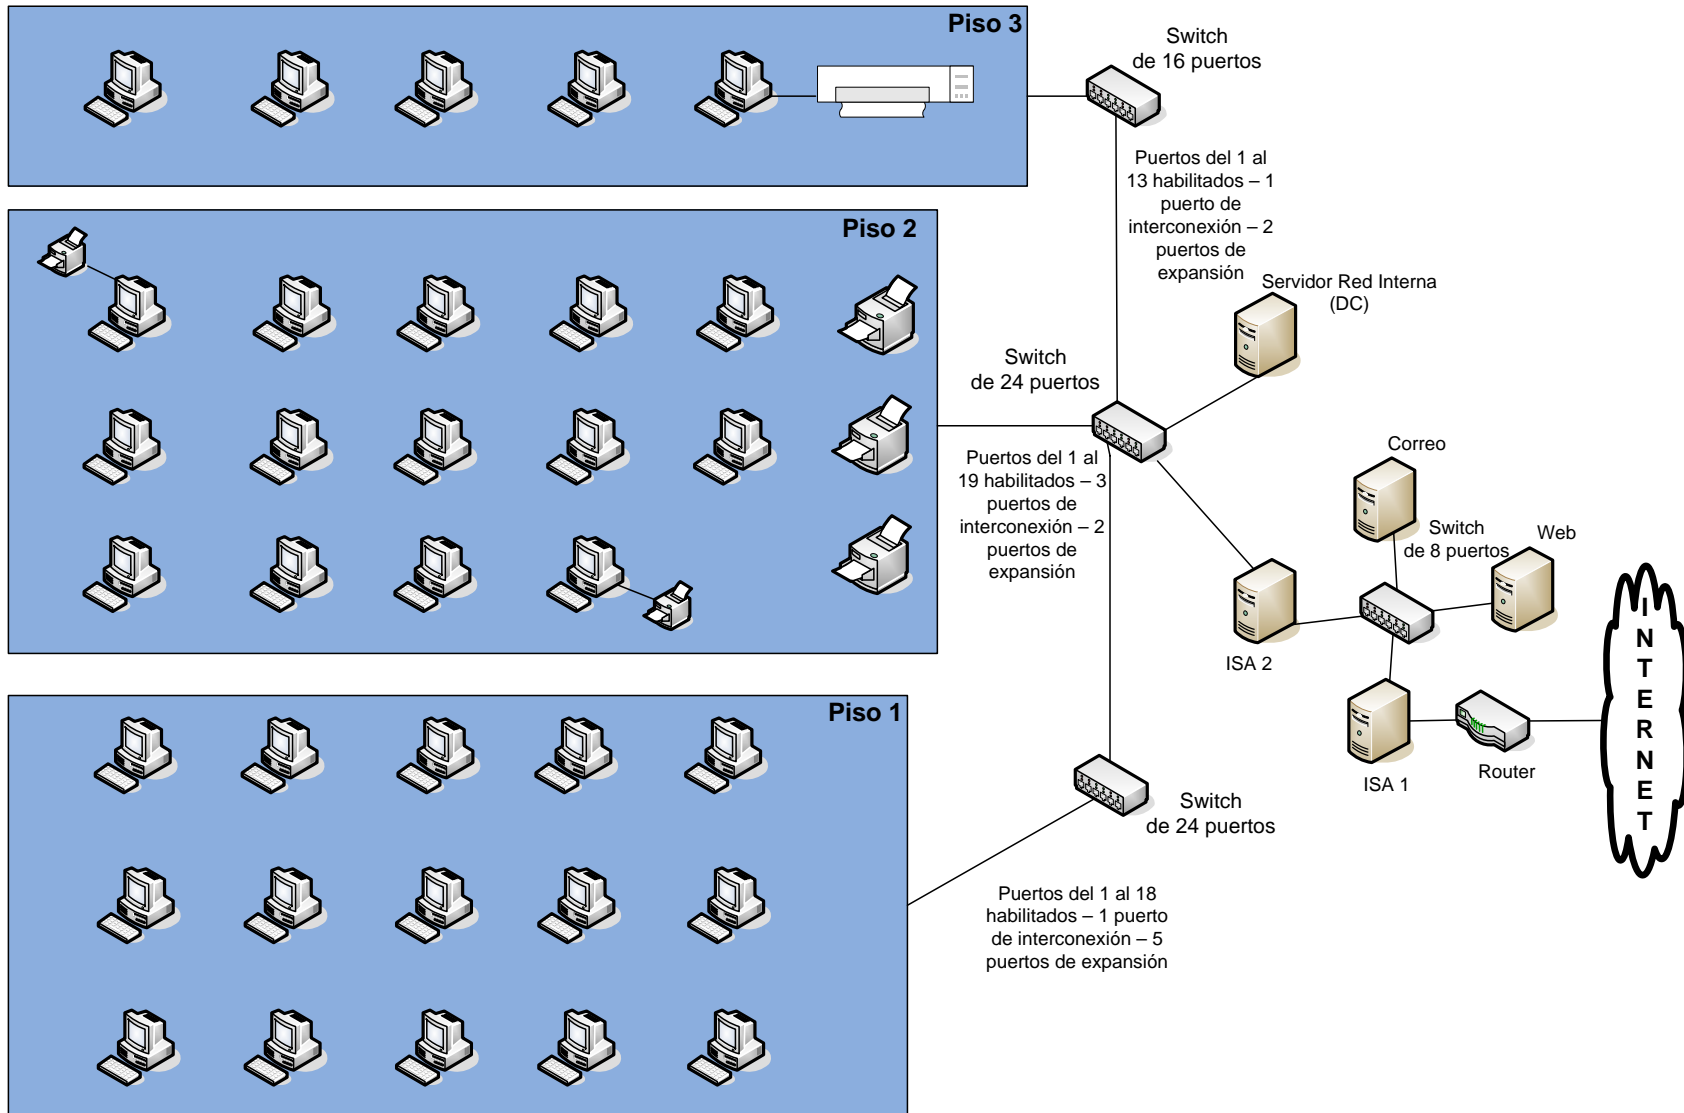 Piso 3
Switch
de 16 puertos
Puertos del 1 al
13 habilitados – 1
puerto de
interconexión – 2
puertos de
expansión
Piso 2
Servidor Red Interna
(DC)
Switch
de 24 puertos
Puertos del 1 al
19 habilitados – 3
puertos de
interconexión – 2
puertos de
expansión
Correo
Switch
de 8 puertos
Web
ISA 2
ISA 1
Router
INTERNET
Piso 1
Switch
de 24 puertos
Puertos del 1 al 18
habilitados – 1 puerto
de interconexión – 5
puertos de expansión